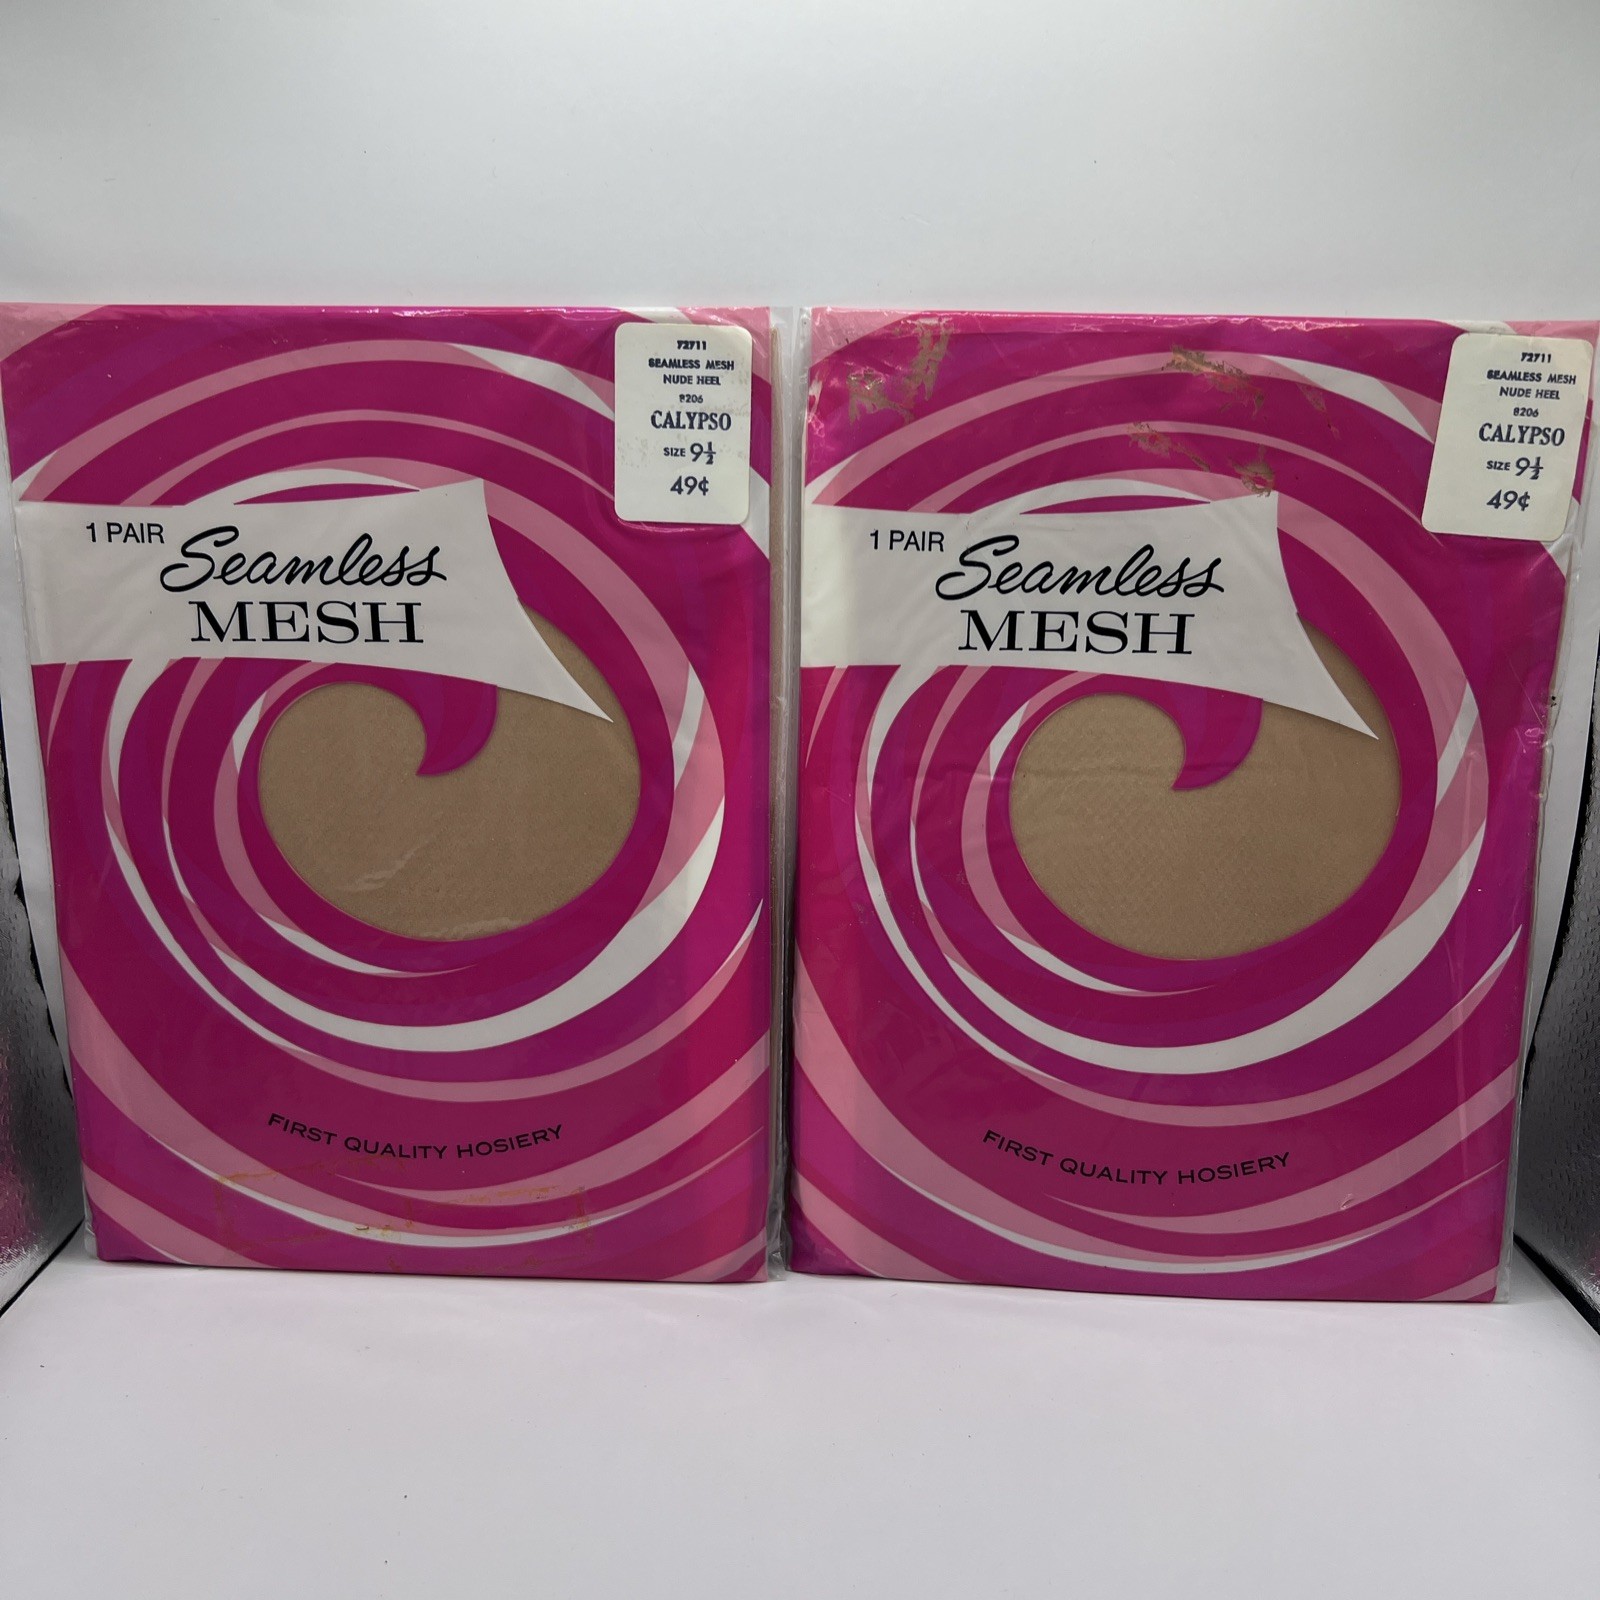 72711
SEAMLESS MESH
NUDE HEEL
8206
CALYPSO
SIZE 9½
49¢
1 PAIR Seamless
MESH
FIRST QUALITY HOSIERY
72711
SEAMLESS MESH
NUDE HEEL
8206
CALYPSO
SIZE 9½
49¢
1 PAIR Seamless
MESH
FIRST QUALITY HOSIERY